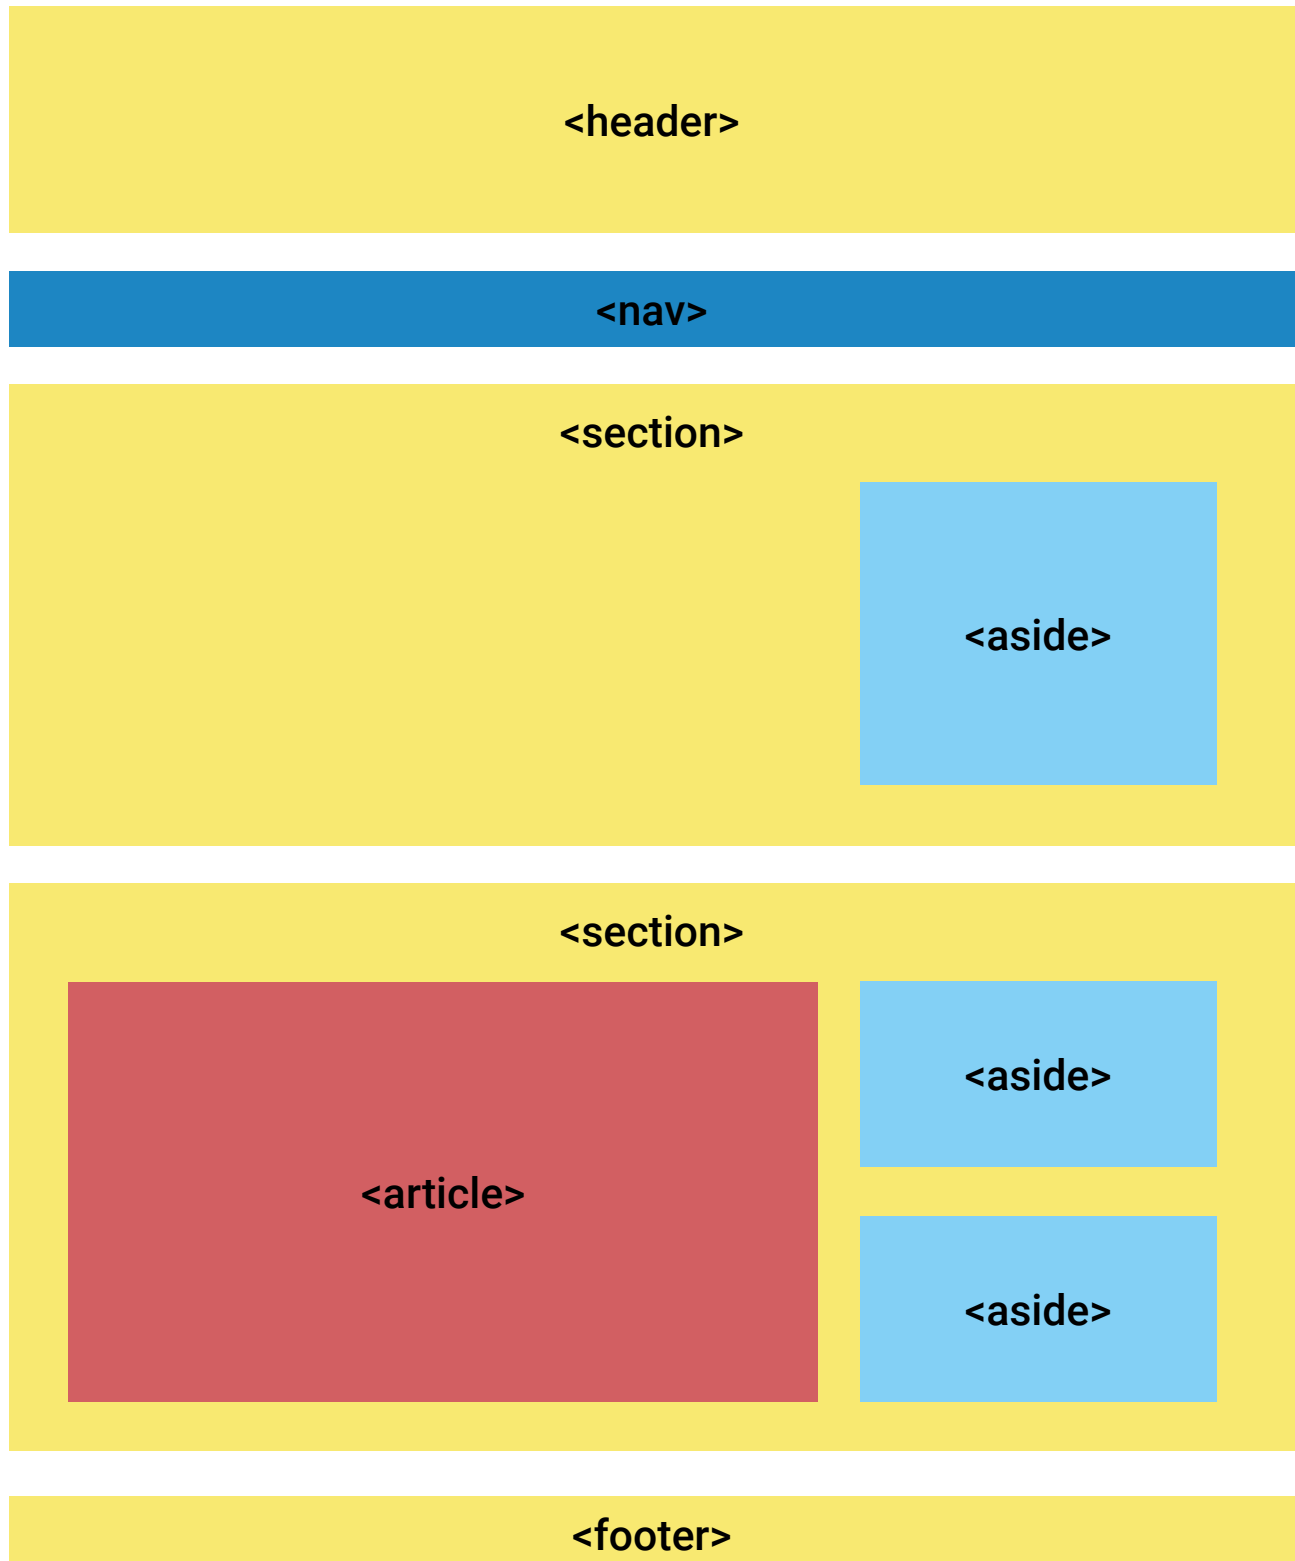 <header>
<nav>
<section>
<aside>
<section>
<article>
<aside>
<aside>
<footer>